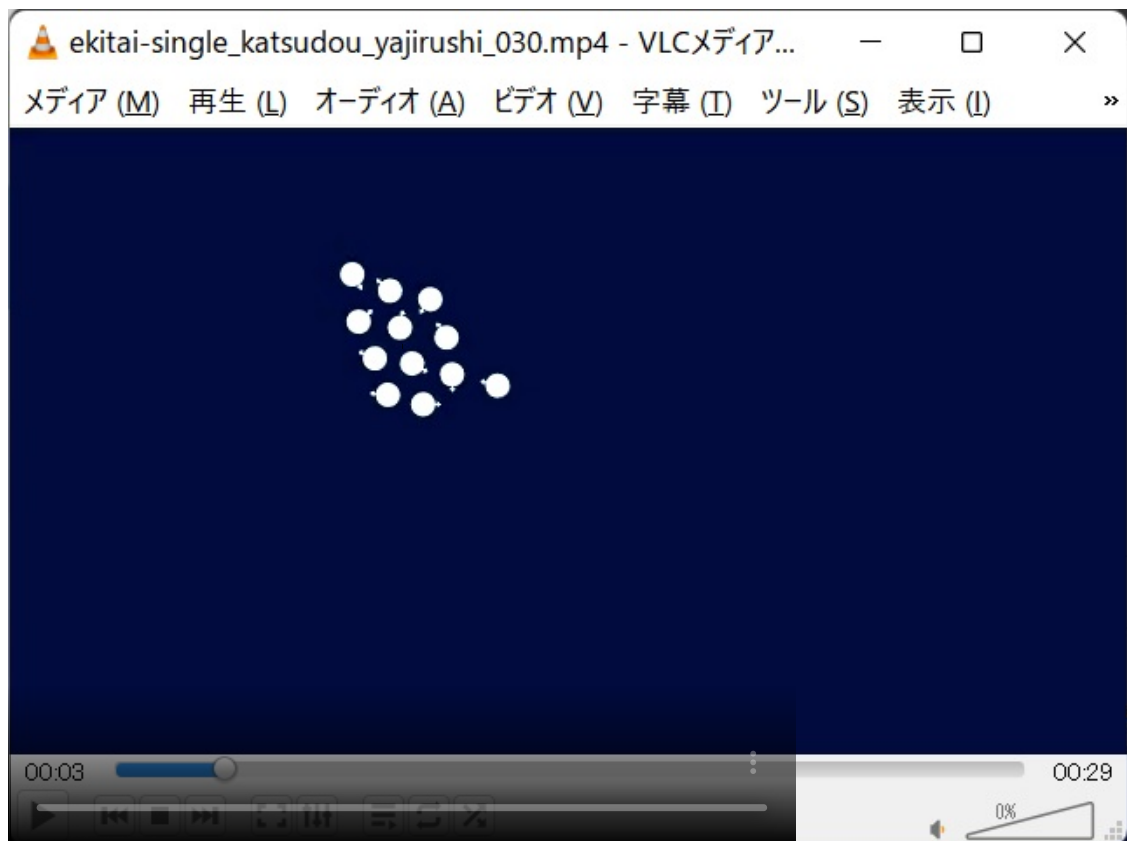 ekitai-single_katsudou_yajirushi_030.mp4 - VLCメディア...
メディア (M) 再生 (L) オーディオ (A) ビデオ (V) 字幕 (T) ツール (S) 表示 (I) »
00:03 00:29
0%